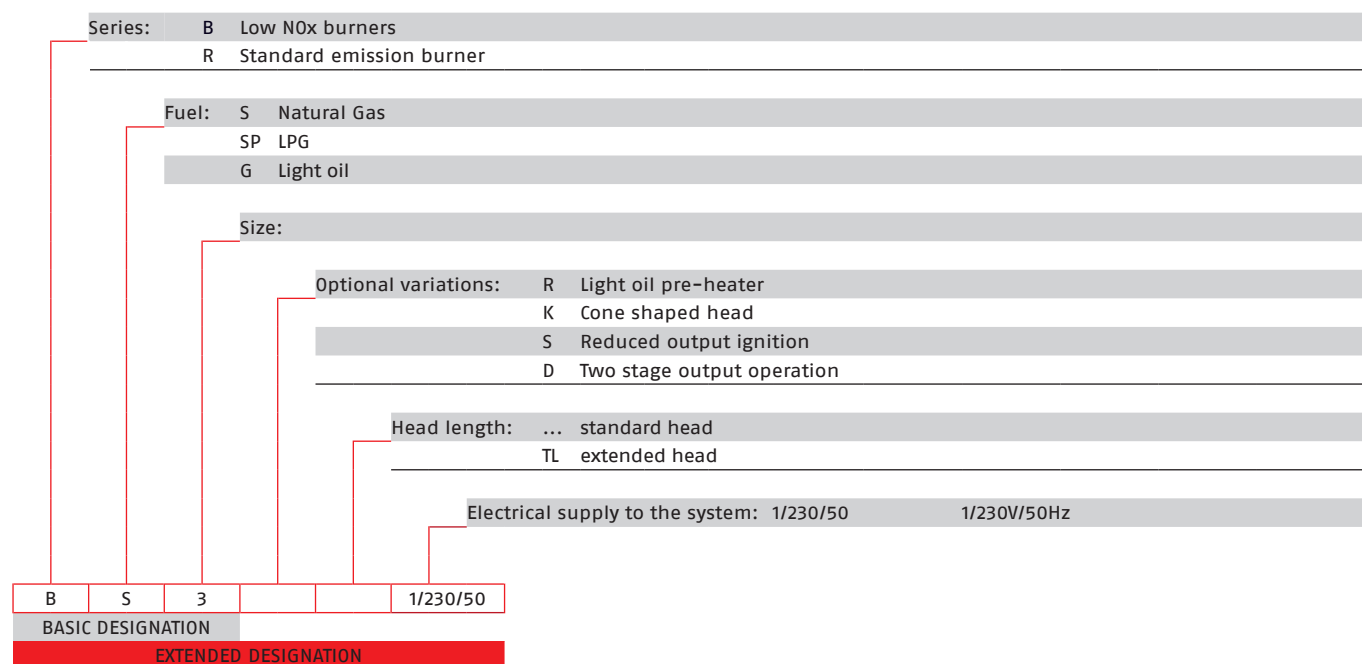 Series: B Low NOx burners
R Standard emission burner
Fuel: S Natural Gas
SP LPG
G Light oil
Size:
Optional variations: R Light oil pre-heater
K Cone shaped head
S Reduced output ignition
D Two stage output operation
Head length: ... standard head
TL extended head
Electrical supply to the system: 1/230/50 1/230V/50Hz
B S 3 1/230/50
BASIC DESIGNATION
EXTENDED DESIGNATION